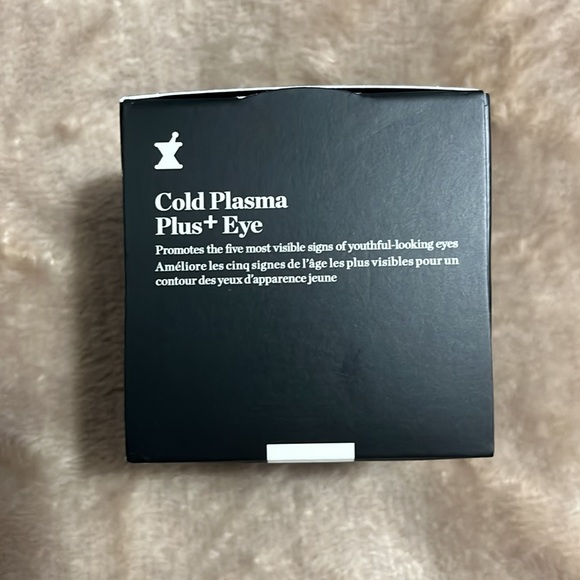 Cold Plasma
Plus+ Eye
Promotes the five most visible signs of youthful-looking eyes
Améliore les cinq signes de l'âge les plus visibles pour un
contour des yeux d'apparence jeune